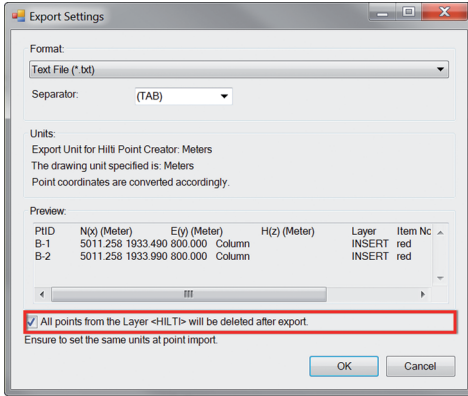 Export Settings
Format:
Text File (*.txt)
Separator: (TAB)
Units:
Export Unit for Hilti Point Creator: Meters
The drawing unit specified is: Meters
Point coordinates are converted accordingly.
Preview:
PtID N(x) (Meter) E(y) (Meter) H(z) (Meter) Layer Item No
B-1 5011.258 1933.490 800.000 Column INSERT red
B-2 5011.258 1933.990 800.000 Column INSERT red
All points from the Layer <HILTI> will be deleted after export.
Ensure to set the same units at point import.
OK Cancel